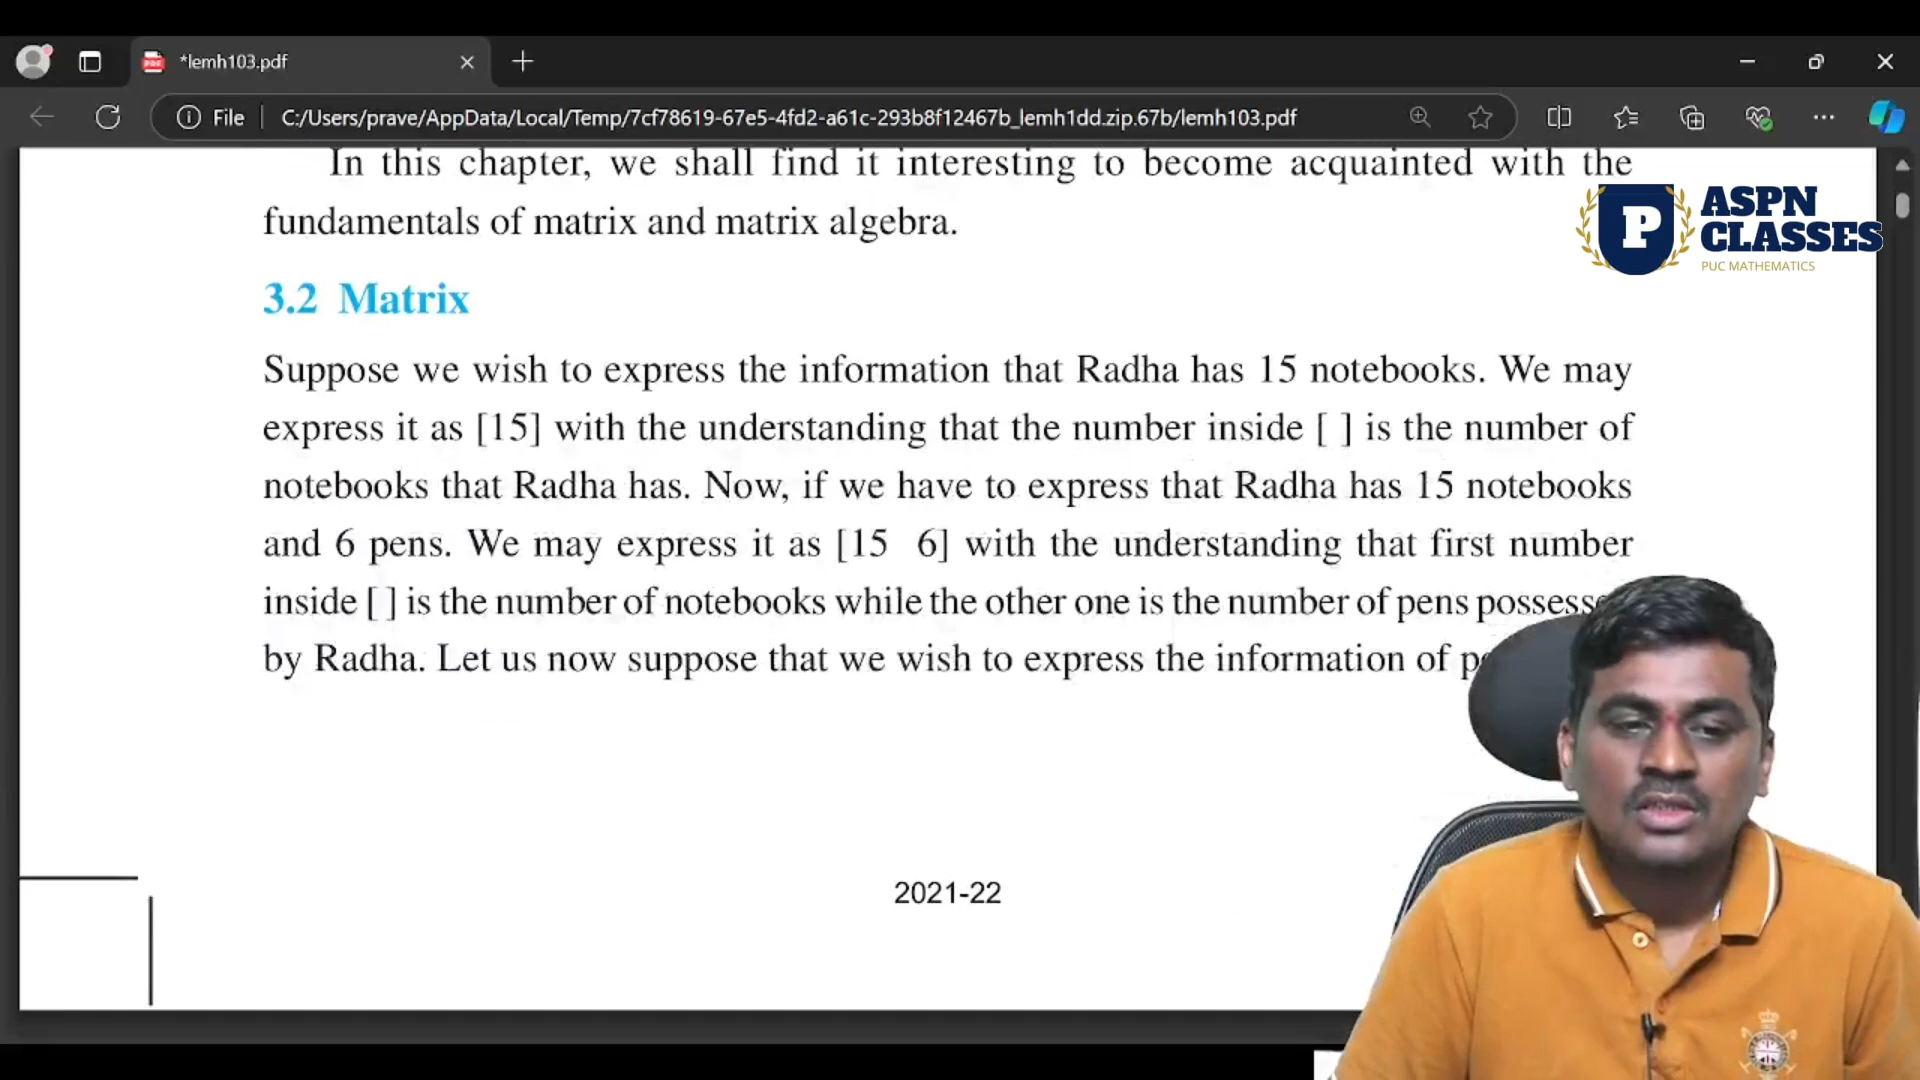 *lemh103.pdf
File C:/Users/prave/AppData/Local/Temp/7cf78619-67e5-4fd2-a61c-293b8f12467b_lemh1dd.zip.67b/lemh103.pdf
In this chapter, we shall find it interesting to become acquainted with the
fundamentals of matrix and matrix algebra.
P
ASPN
CLASSES
PUC MATHEMATICS
3.2 Matrix
Suppose we wish to express the information that Radha has 15 notebooks. We may
express it as [15] with the understanding that the number inside [ ] is the number of
notebooks that Radha has. Now, if we have to express that Radha has 15 notebooks
and 6 pens. We may express it as [15 6] with the understanding that first number
inside [ ] is the number of notebooks while the other one is the number of pens
by Radha. Let us now suppose that we wish to express the information of
2021-22